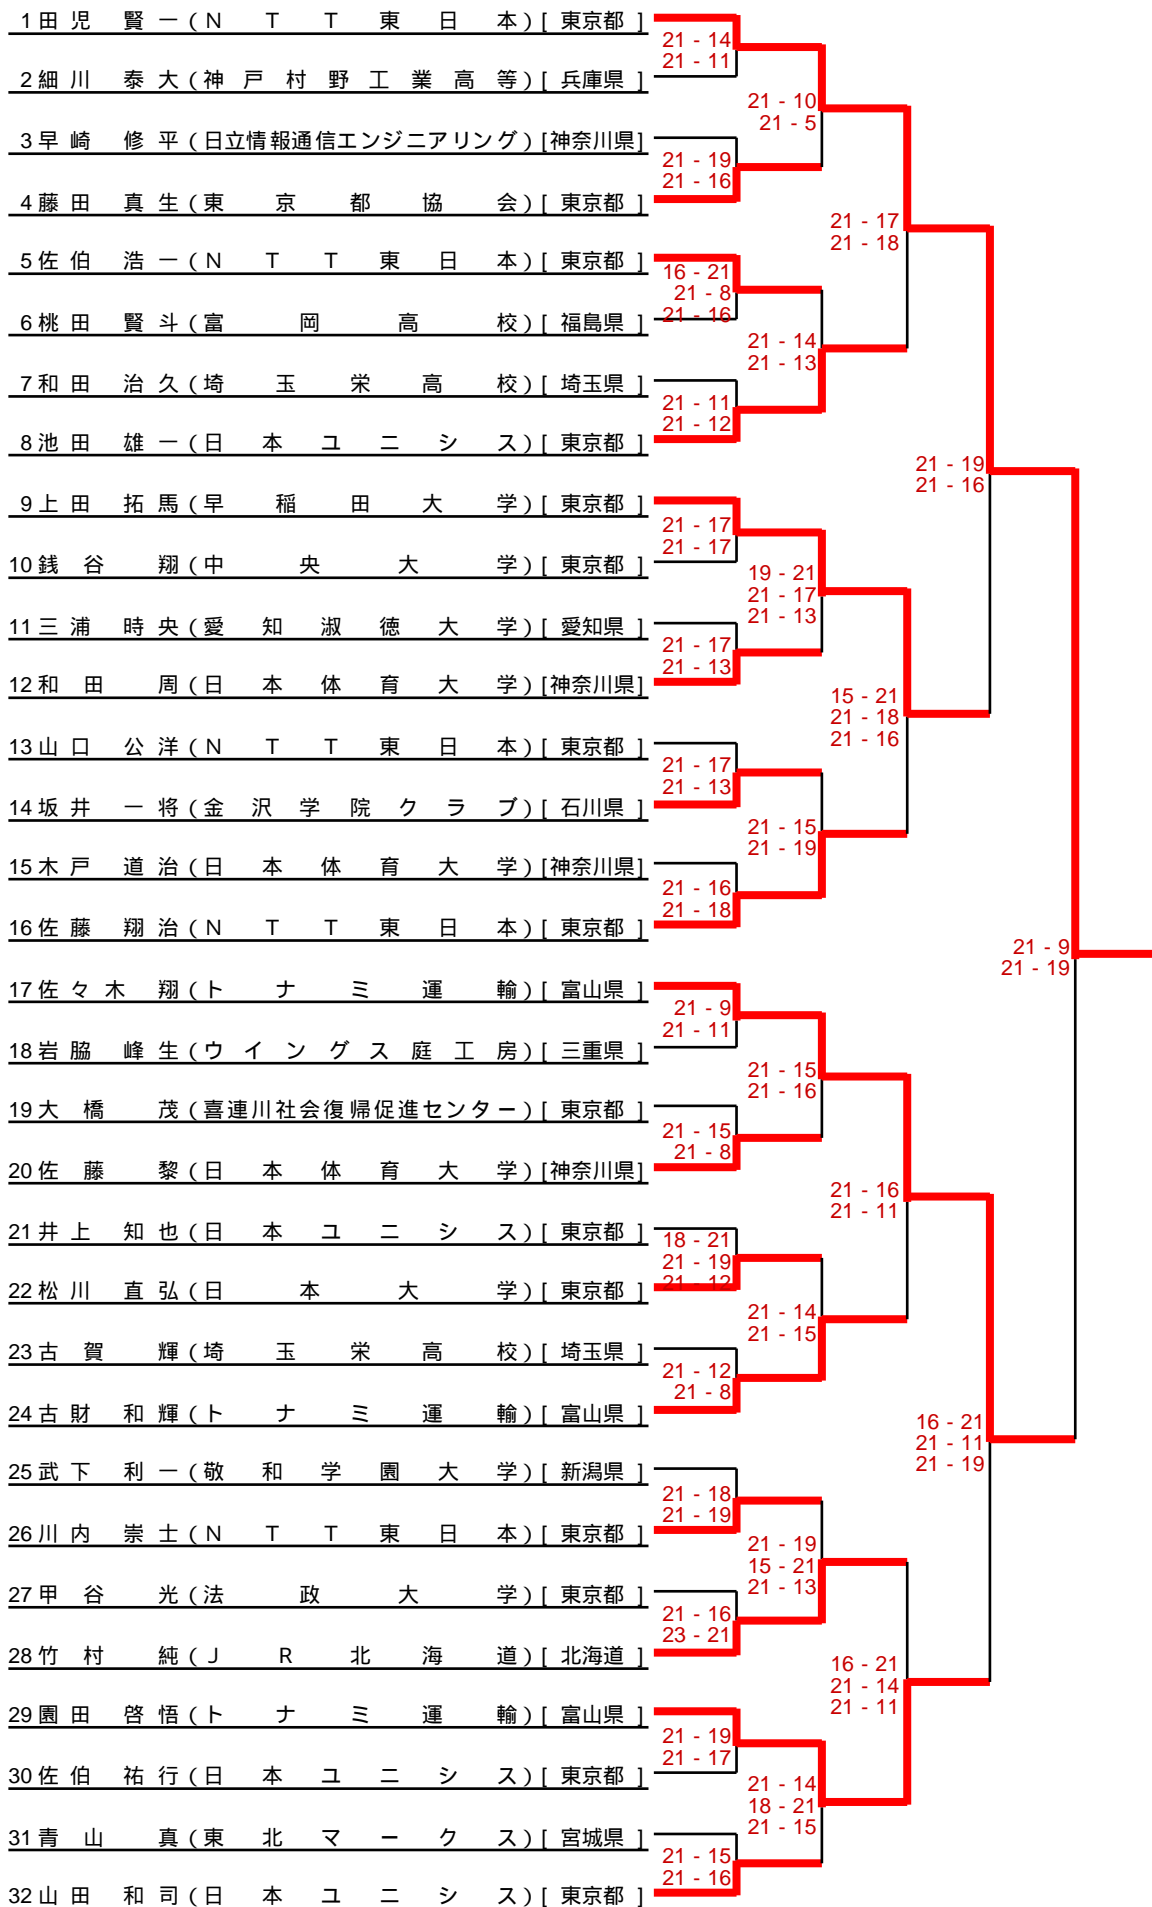 1 田児 賢一 (NTT東日本) [ 東京都 ]
21 - 14
21 - 11
2 細川 泰大 (神戸村野工業高等) [ 兵庫県 ]
21 - 10
21 - 5
3 早崎 修平 (日立情報通信エンジニアリング) [神奈川県]
21 - 19
21 - 16
4 藤田 真生 (東京都協会) [ 東京都 ]
21 - 17
21 - 18
5 佐伯 浩一 (NTT東日本) [ 東京都 ]
16 - 21
21 - 8
21 - 16
6 桃田 賢斗 (富岡高校) [ 福島県 ]
21 - 14
21 - 13
7 和田 治久 (埼玉栄高校) [ 埼玉県 ]
21 - 11
21 - 12
8 池田 雄一 (日本ユニシス) [ 東京都 ]
21 - 19
21 - 16
9 上田 拓馬 (早稲田大学) [ 東京都 ]
21 - 17
21 - 17
10 銭谷 翔 (中央大学) [ 東京都 ]
19 - 21
21 - 17
21 - 13
11 三浦 時央 (愛知淑徳大学) [ 愛知県 ]
21 - 17
21 - 13
12 和田 周 (日本体育大学) [神奈川県]
15 - 21
21 - 18
21 - 16
13 山口 公洋 (NTT東日本) [ 東京都 ]
21 - 17
21 - 13
14 坂井 一将 (金沢学院クラブ) [ 石川県 ]
21 - 15
21 - 19
15 木戸 道治 (日本体育大学) [神奈川県]
21 - 16
21 - 18
16 佐藤 翔治 (NTT東日本) [ 東京都 ]
21 - 9
21 - 19
17 佐々木 翔 (トナミ運輸) [ 富山県 ]
21 - 9
21 - 11
18 岩脇 峰生 (ウイングス庭工房) [ 三重県 ]
21 - 15
21 - 16
19 大橋 茂 (喜連川社会復帰促進センター) [ 東京都 ]
21 - 15
21 - 8
20 佐藤 黎 (日本体育大学) [神奈川県]
21 - 16
21 - 11
21 井上 知也 (日本ユニシス) [ 東京都 ]
18 - 21
21 - 19
21 - 12
22 松川 直弘 (日本大学) [ 東京都 ]
21 - 14
21 - 15
23 古賀 輝 (埼玉栄高校) [ 埼玉県 ]
21 - 12
21 - 8
24 古財 和輝 (トナミ運輸) [ 富山県 ]
16 - 21
21 - 11
21 - 19
25 武下 利一 (敬和学園大学) [ 新潟県 ]
21 - 18
21 - 19
26 川内 崇士 (NTT東日本) [ 東京都 ]
21 - 19
15 - 21
21 - 13
27 甲谷 光 (法政大学) [ 東京都 ]
21 - 16
23 - 21
28 竹村 純 (JR北海道) [ 北海道 ]
16 - 21
21 - 14
21 - 11
29 園田 啓悟 (トナミ運輸) [ 富山県 ]
21 - 19
21 - 17
30 佐伯 祐行 (日本ユニシス) [ 東京都 ]
21 - 14
18 - 21
21 - 15
31 青山 真 (東北マークス) [ 宮城県 ]
21 - 15
21 - 16
32 山田 和司 (日本ユニシス) [ 東京都 ]